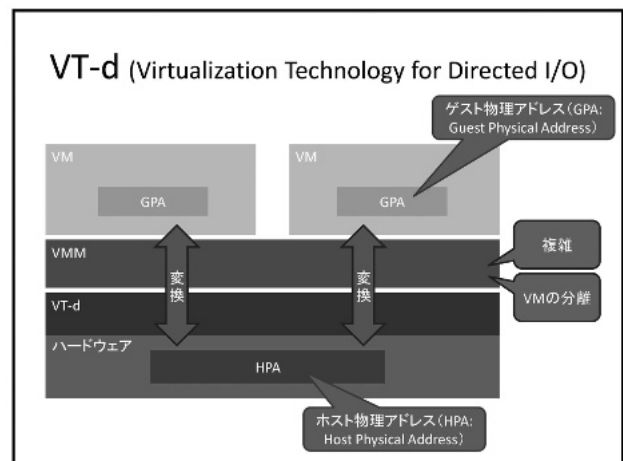 VT-d (Virtualization Technology for Directed I/O)
ゲスト物理アドレス(GPA:
Guest Physical Address)
VM
VM
GPA
GPA
VMM
複雑
変換
変換
VMの分離
VT-d
ハードウェア
HPA
ホスト物理アドレス(HPA:
Host Physical Address)